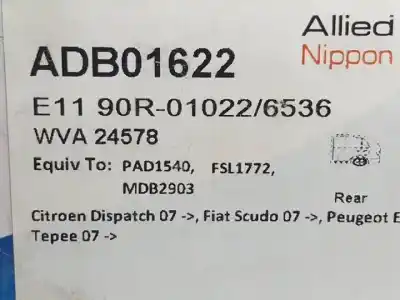 Allied
Nippon
ADB01622
E11 90R-01022/6536
WVA 24578
Equiv To: PAD1540, FSL1772,
MDB2903
Rear
Citroen Dispatch 07 ->, Fiat Scudo 07 ->, Peugeot E
Tepee 07 ->